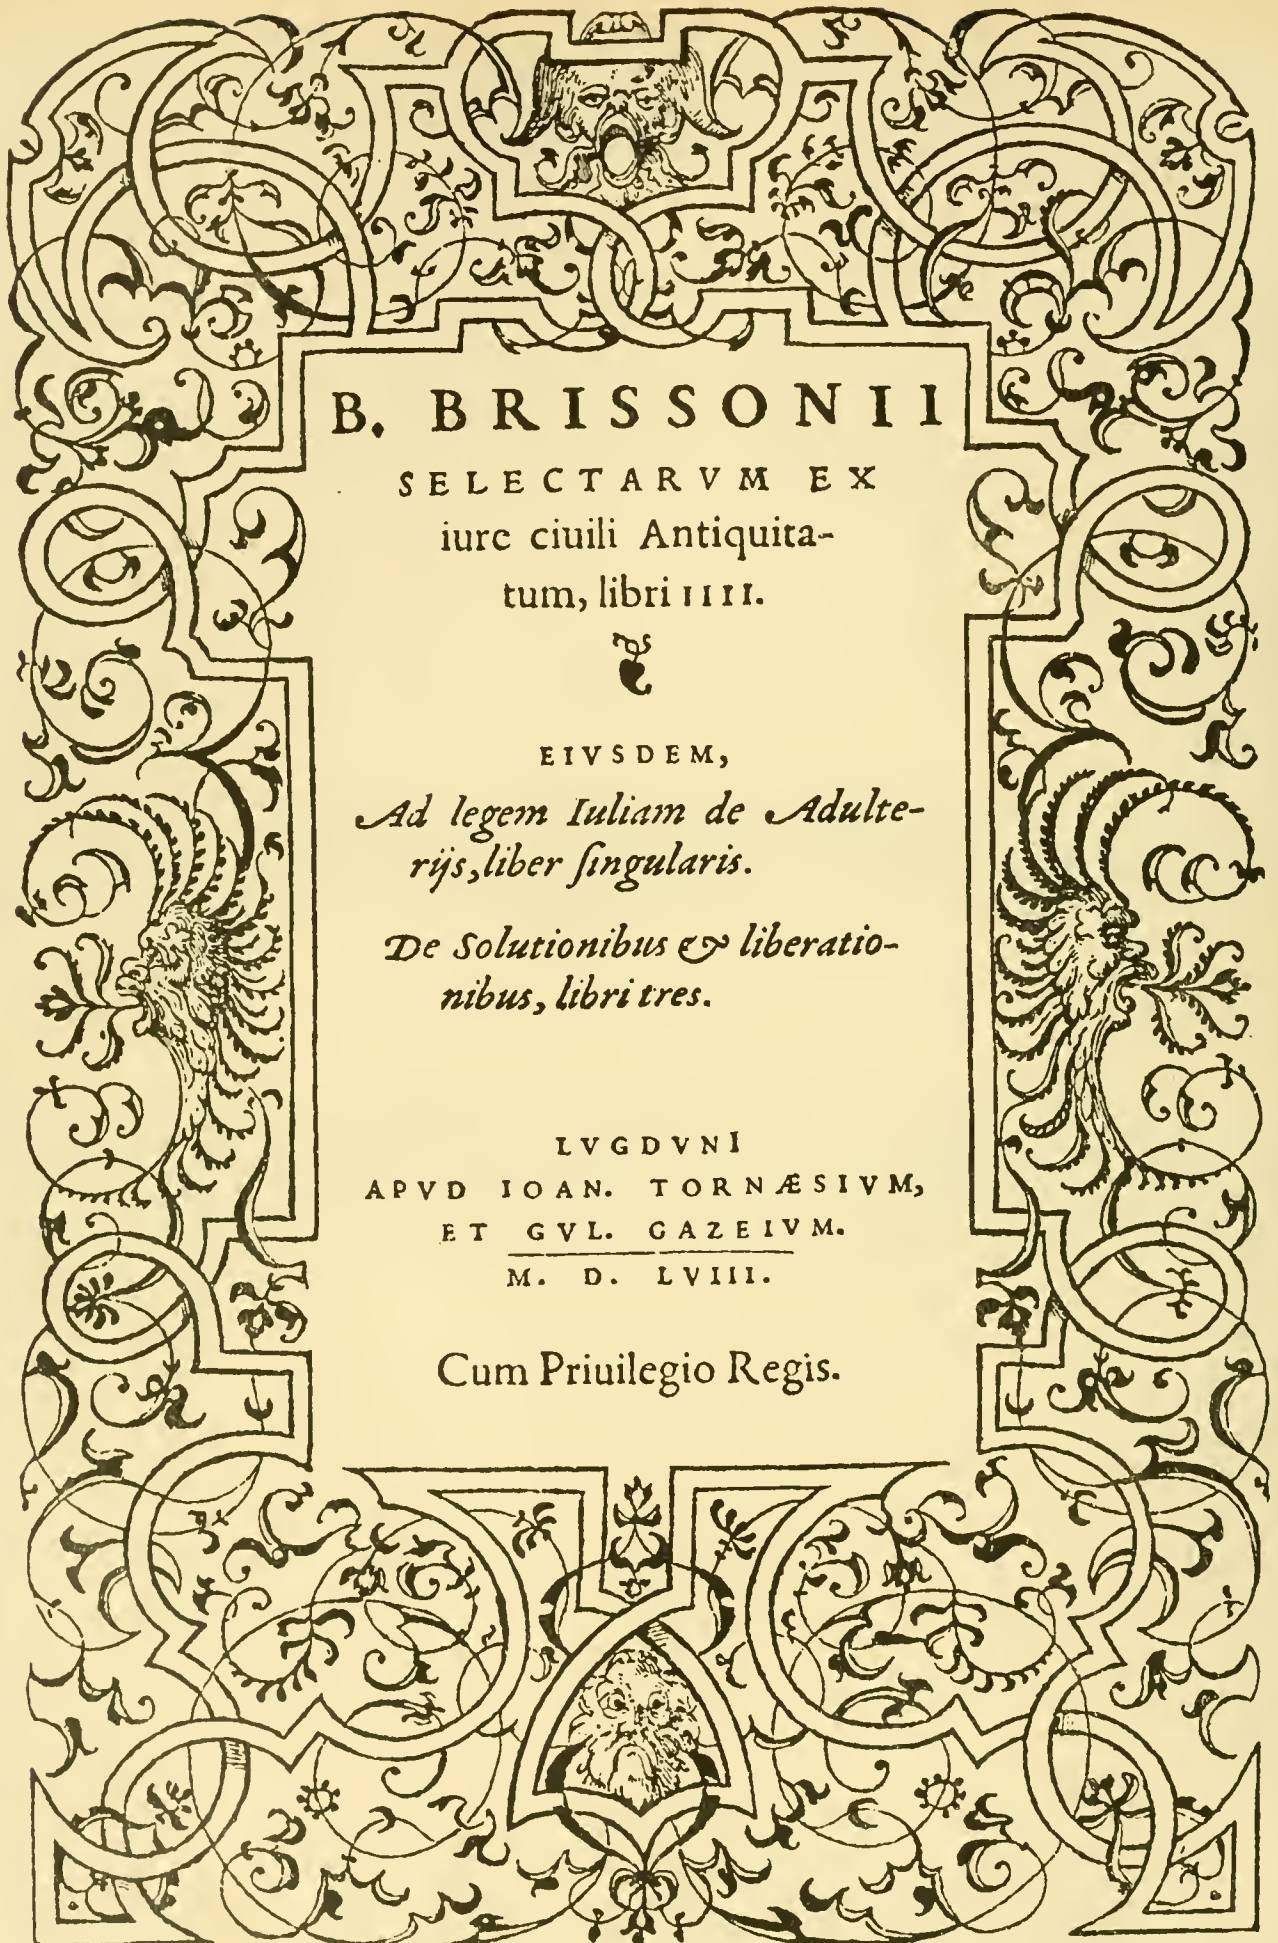 B. BRISSONII
SELECTARVM EX
iure ciuili Antiquita-
tum, libri IIII.
EIVSDEM,
Ad legem Iuliam de Adulte-
rijs, liber ſingularis.
De Solutionibus & liberatio-
nibus, libri tres.
LVGDVNI
APVD IOAN. TORNÆSIVM,
ET GVL. GAZEIVM.
M. D. LVIII.
Cum Priuilegio Regis.